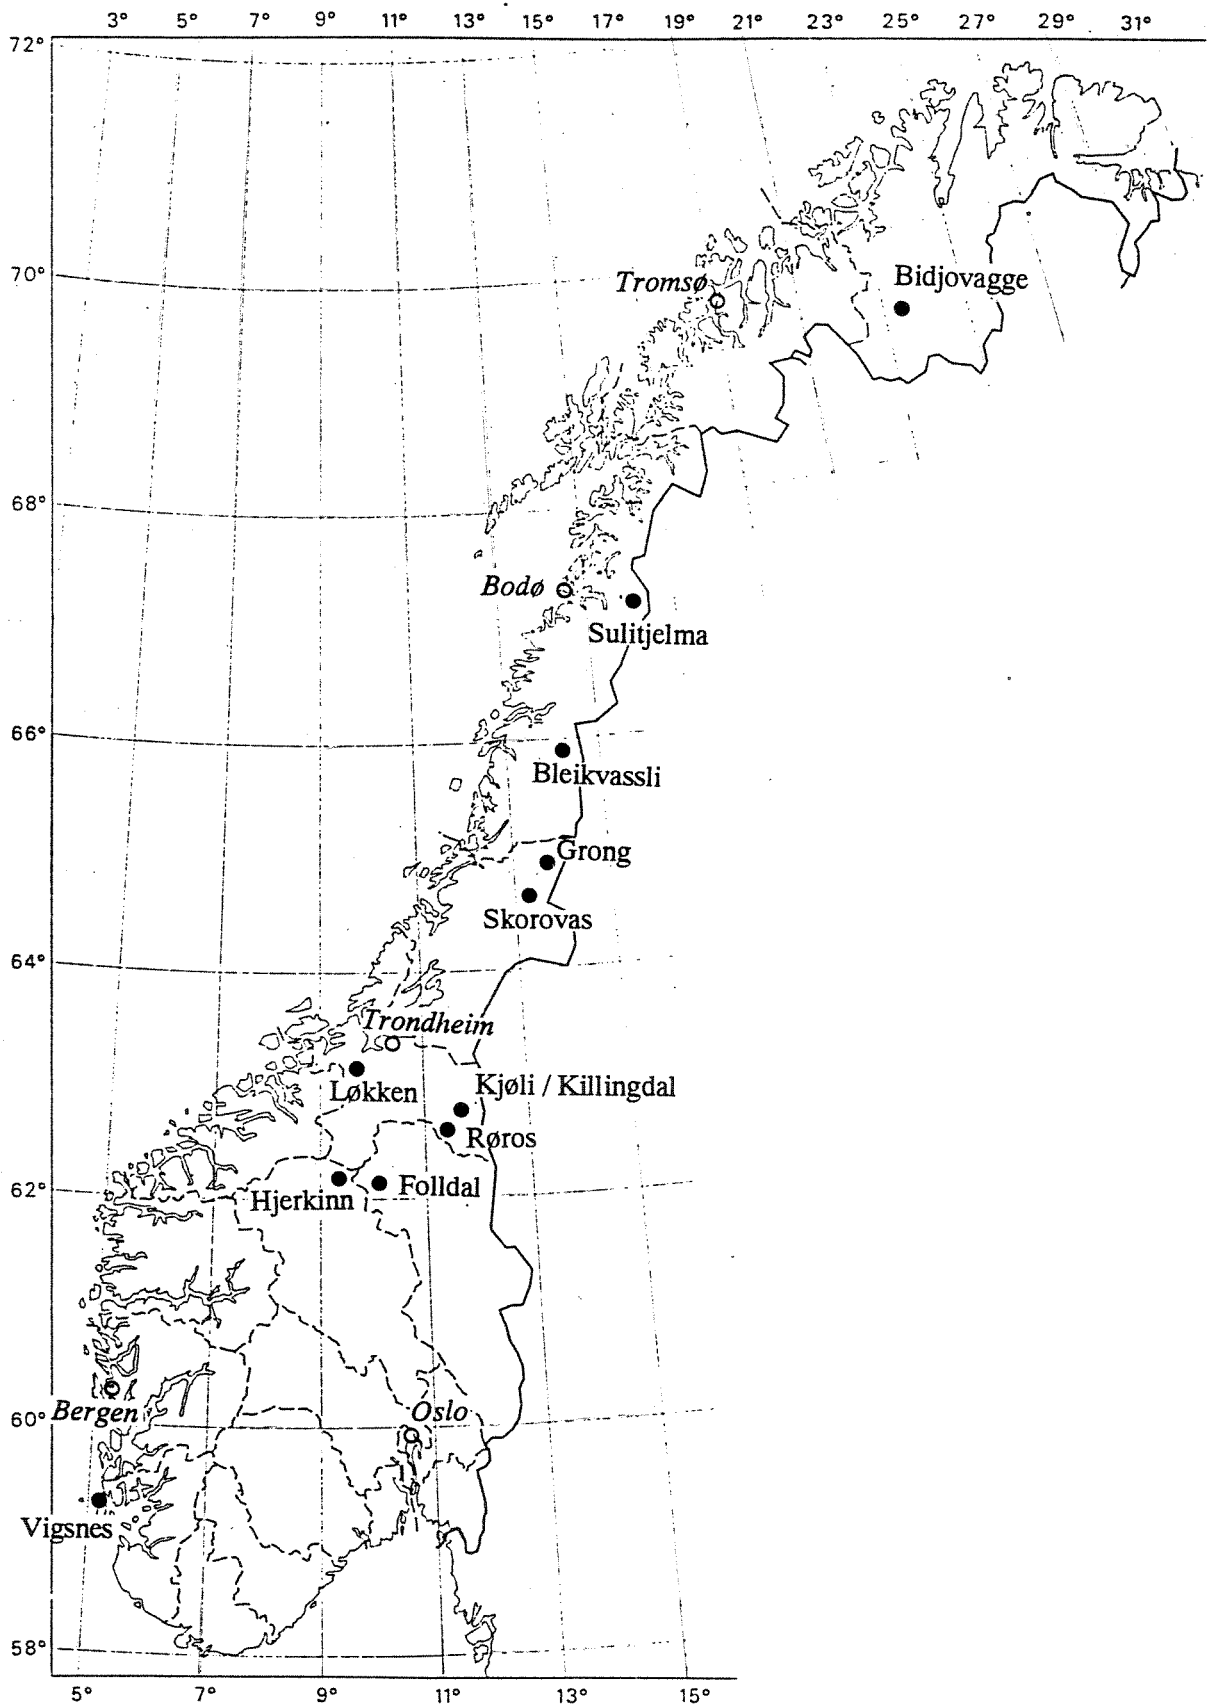 3° 5° 7° 9° 11° 13° 15° 17° 19° 21° 23° 25° 27° 29° 31°
72°
70°
Tromsø
Bidjovagge
68°
Bodø
Sulitjelma
66°
Bleikvassli
Grong
Skorovas
64°
Trondheim
Løkken
Kjøli / Killingdal
Røros
62°
Hjerkinn
Folldal
60°
Bergen
Oslo
Vigsnes
58°
5° 7° 9° 11° 13° 15°